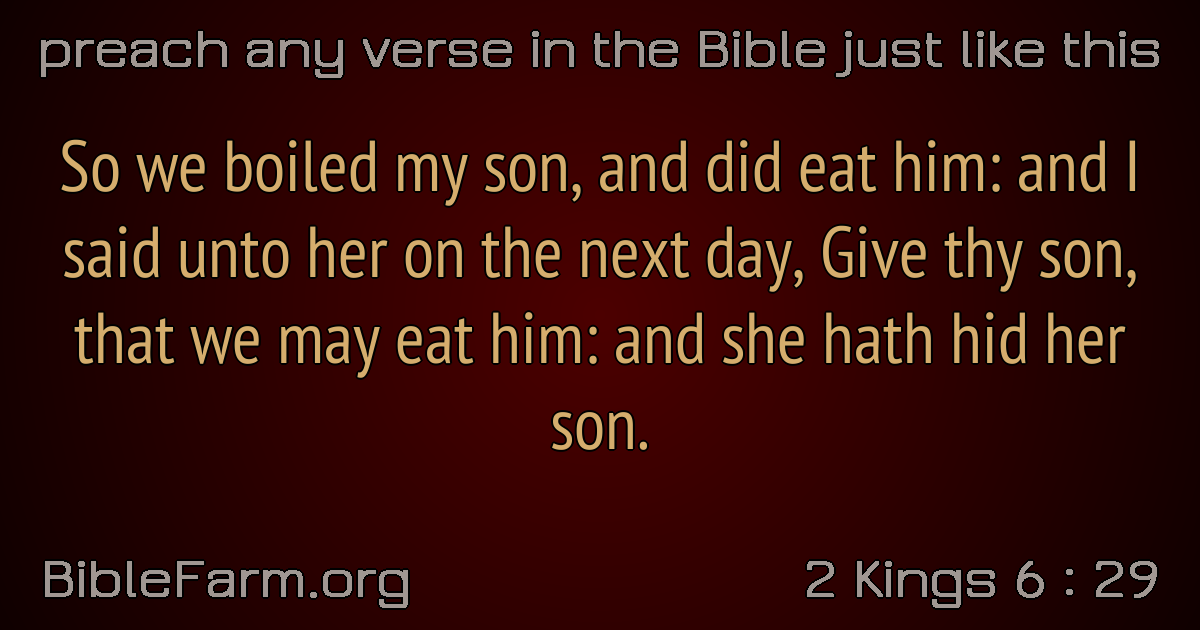 preach any verse in the Bible just like this
So we boiled my son, and did eat him: and I
said unto her on the next day, Give thy son,
that we may eat him: and she hath hid her
son.
BibleFarm.org
2 Kings 6 : 29